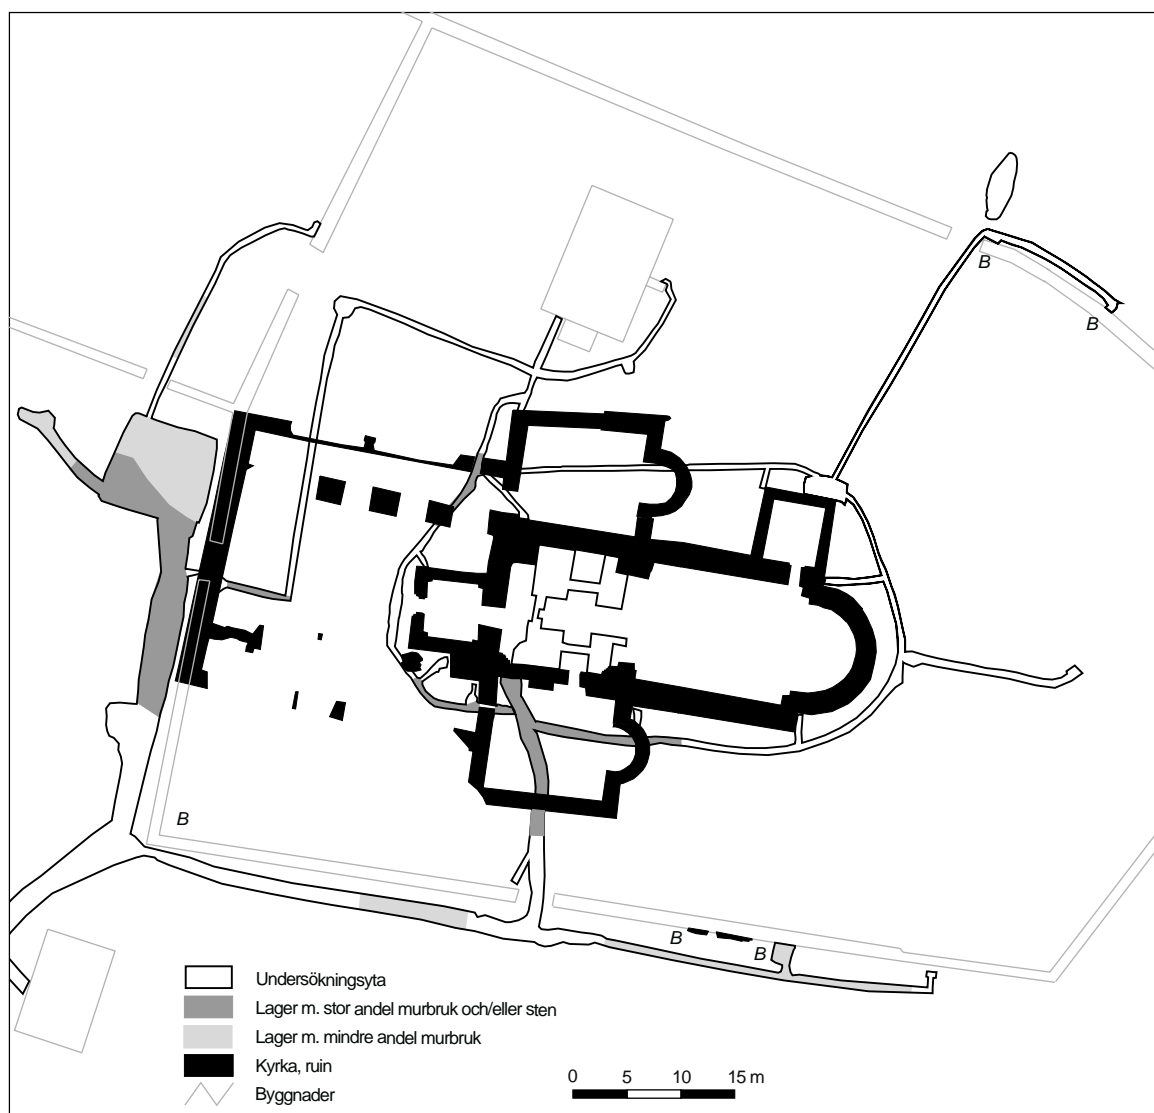 B
B
B
B
B
Undersökningsyta
Lager m. stor andel murbruk och/eller sten
Lager m. mindre andel murbruk
Kyrka, ruin
Byggnader
0 5 10 15 m